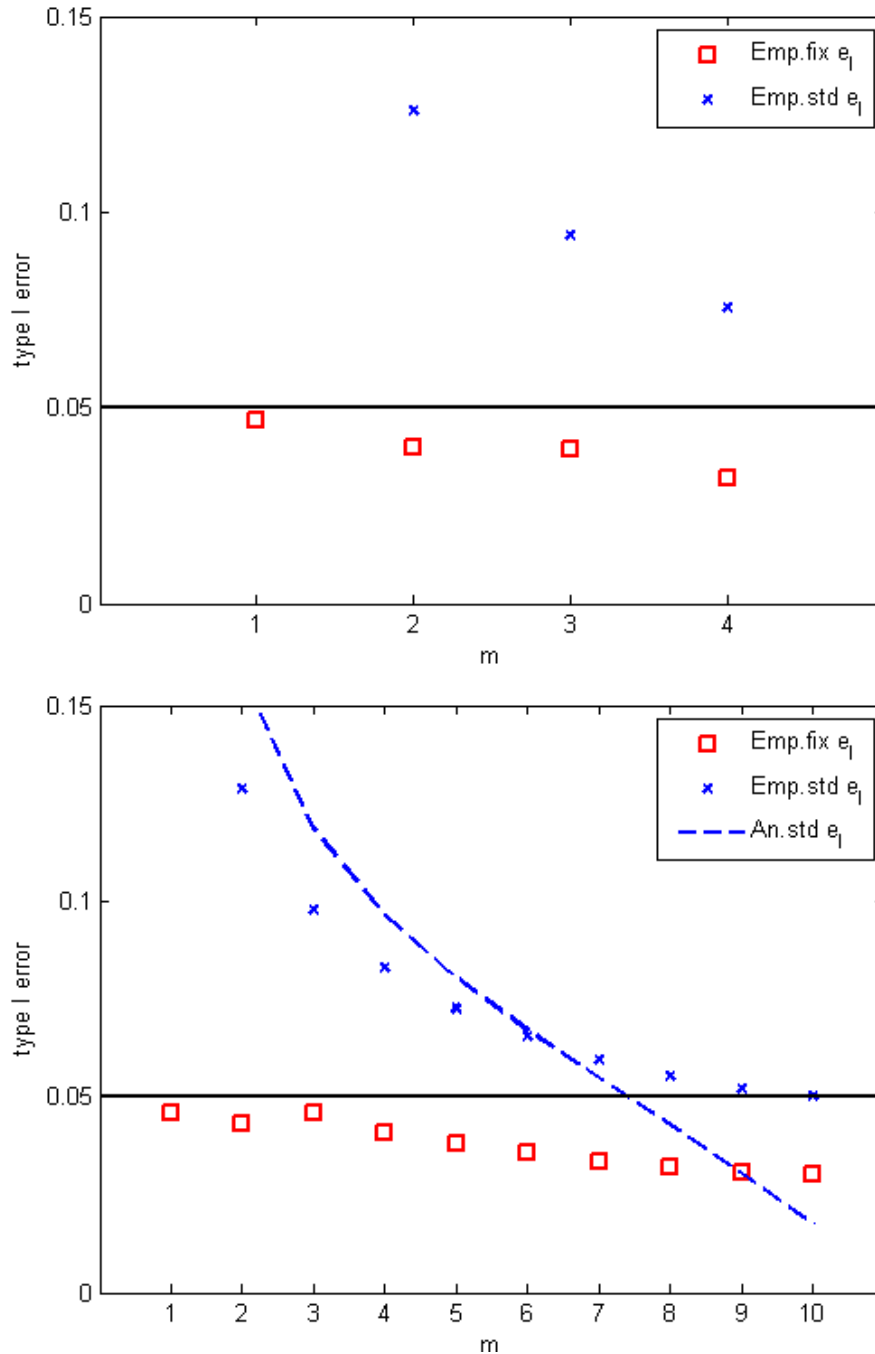 0.15
Emp.fix e_I
Emp.std e_I
0.1
type I error
0.05
0
1 2 3 4
m
0.15
Emp.fix e_I
Emp.std e_I
An.std e_I
0.1
type I error
0.05
0
1 2 3 4 5 6 7 8 9 10
m